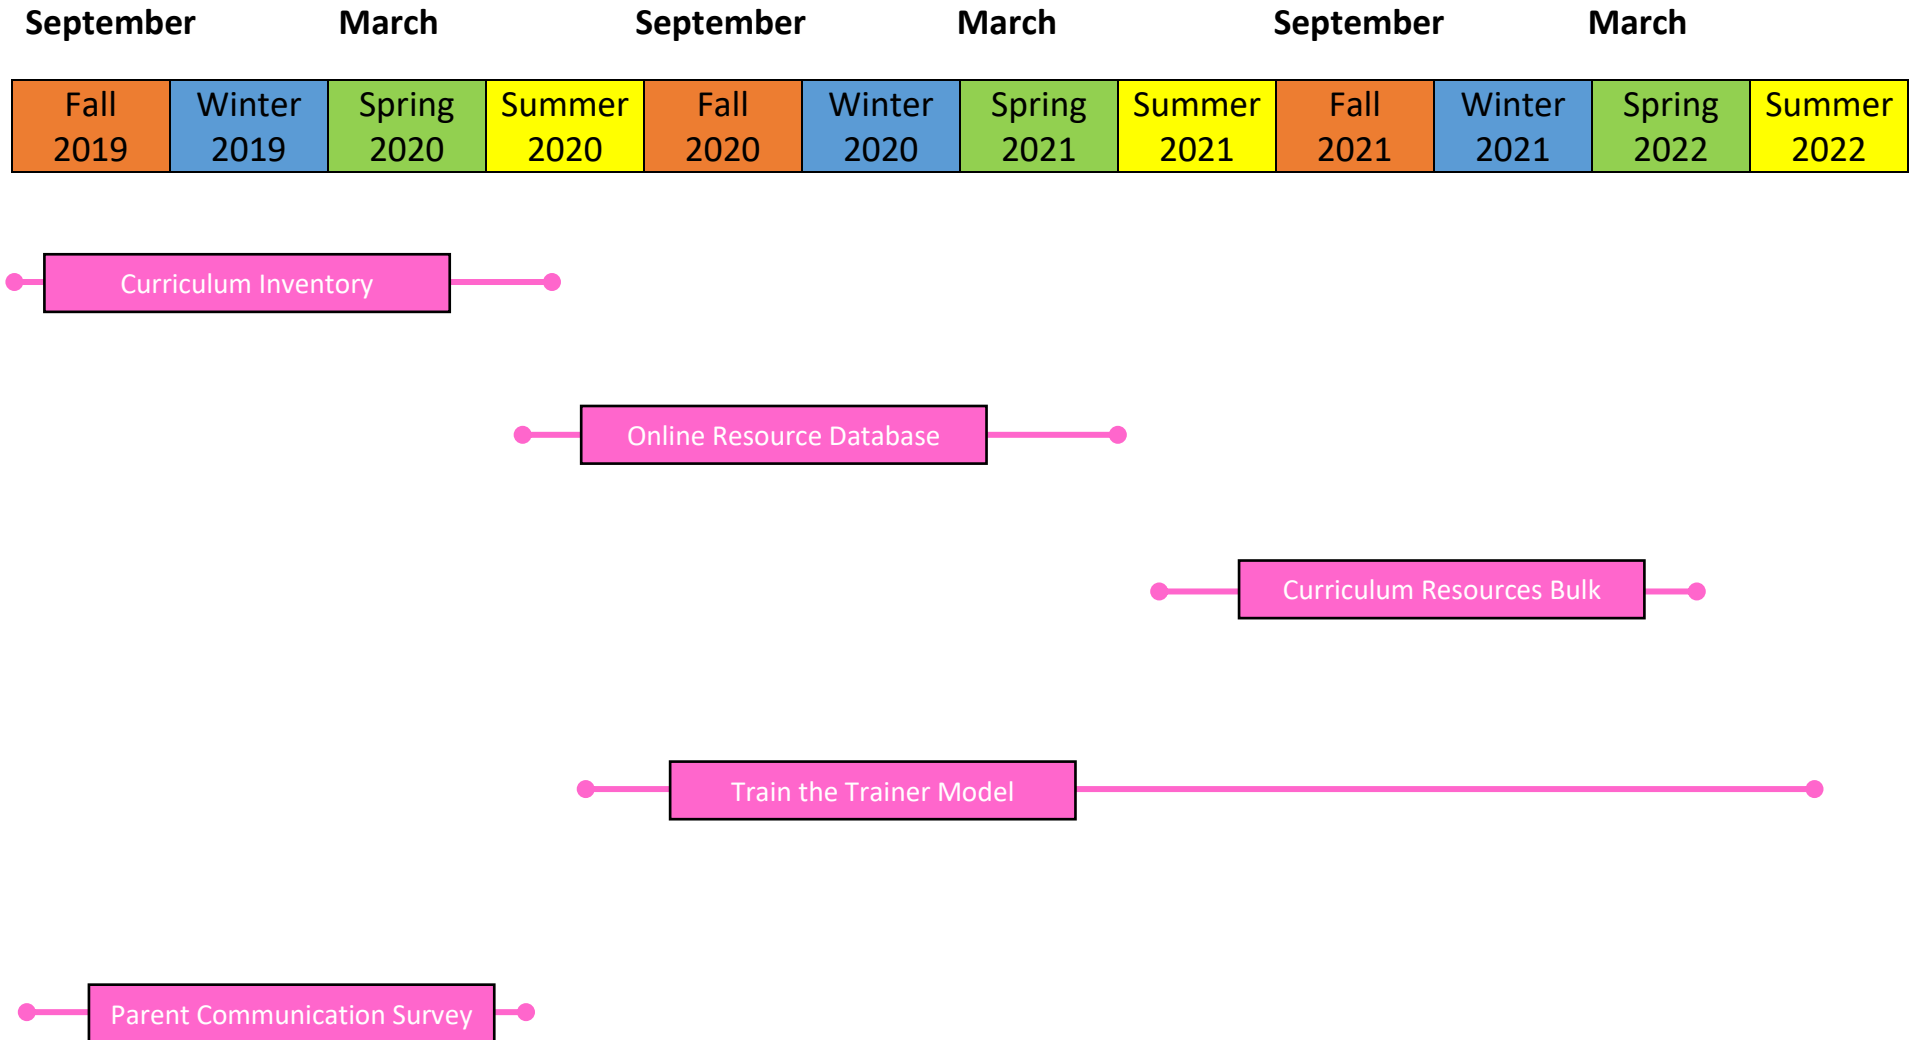 September March September March September March
Fall Winter Spring Summer Fall Winter Spring Summer Fall Winter Spring Summer
2019 2019 2020 2020 2020 2020 2021 2021 2021 2021 2022 2022
Curriculum Inventory
Online Resource Database
Curriculum Resources Bulk
Train the Trainer Model
Parent Communication Survey